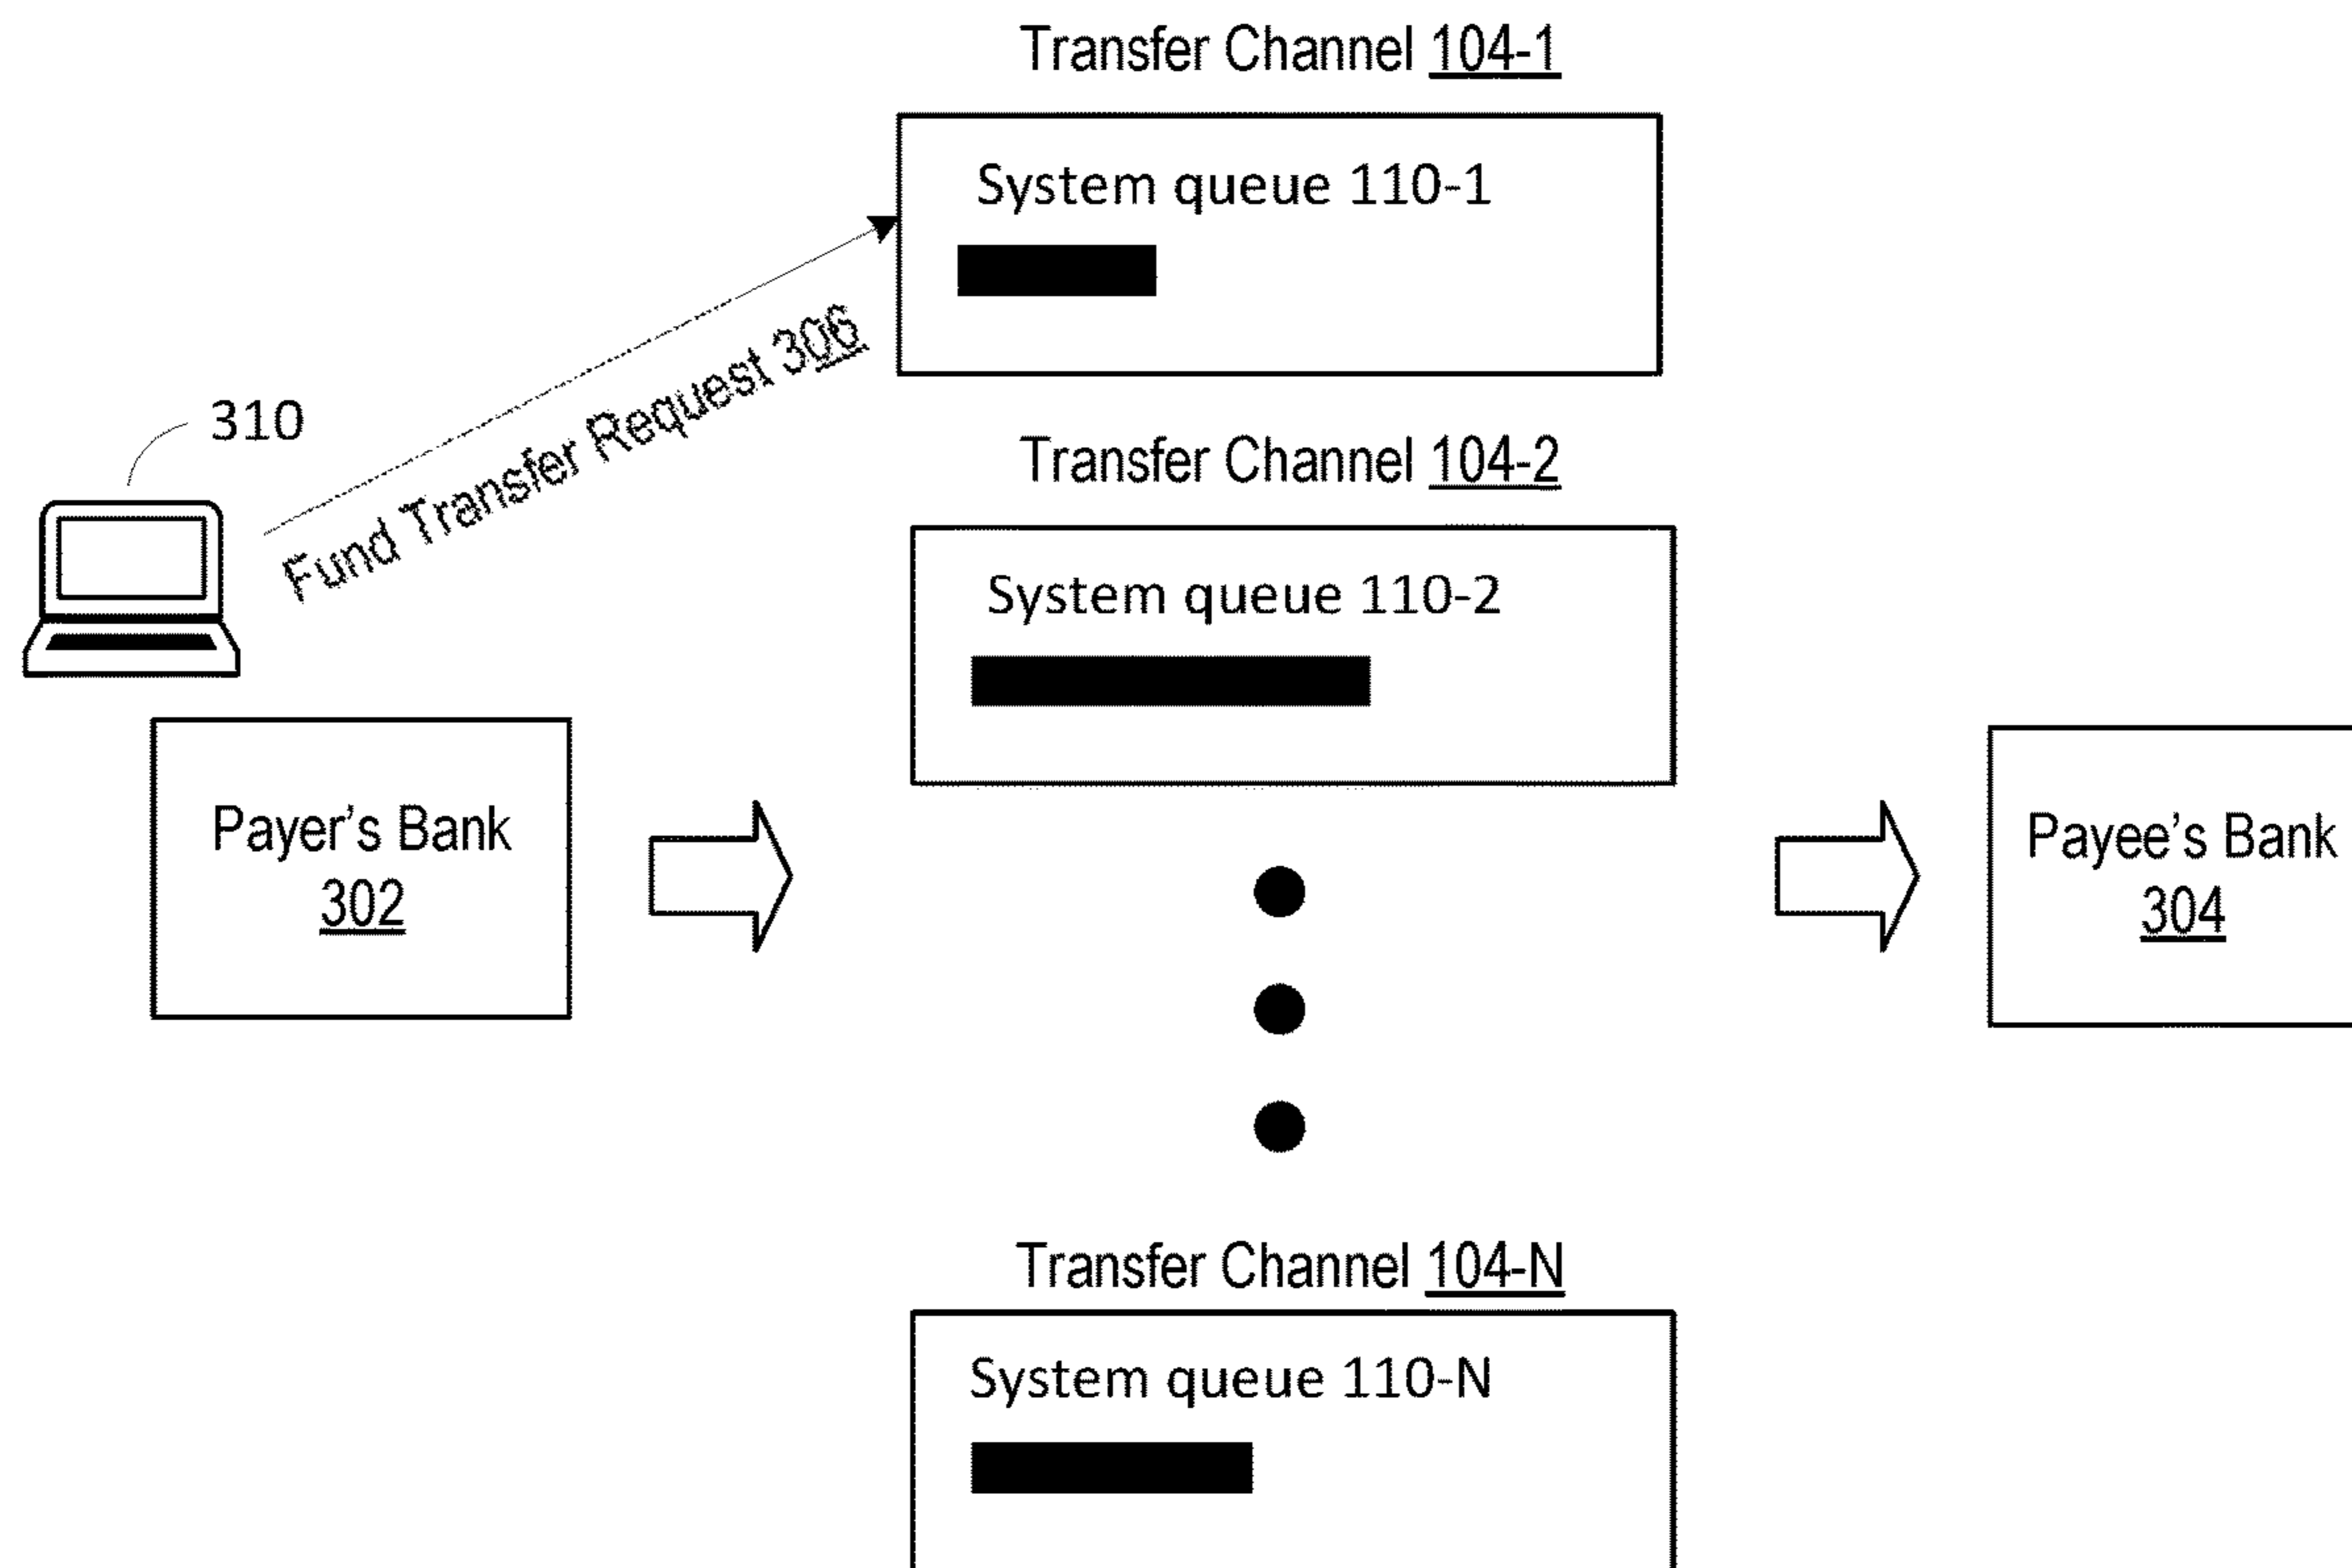 Transfer Channel 104-1
System queue 110-1
Fund Transfer Request 306
310
Transfer Channel 104-2
System queue 110-2
Payer's Bank
302
Payee's Bank
304
Transfer Channel 104-N
System queue 110-N